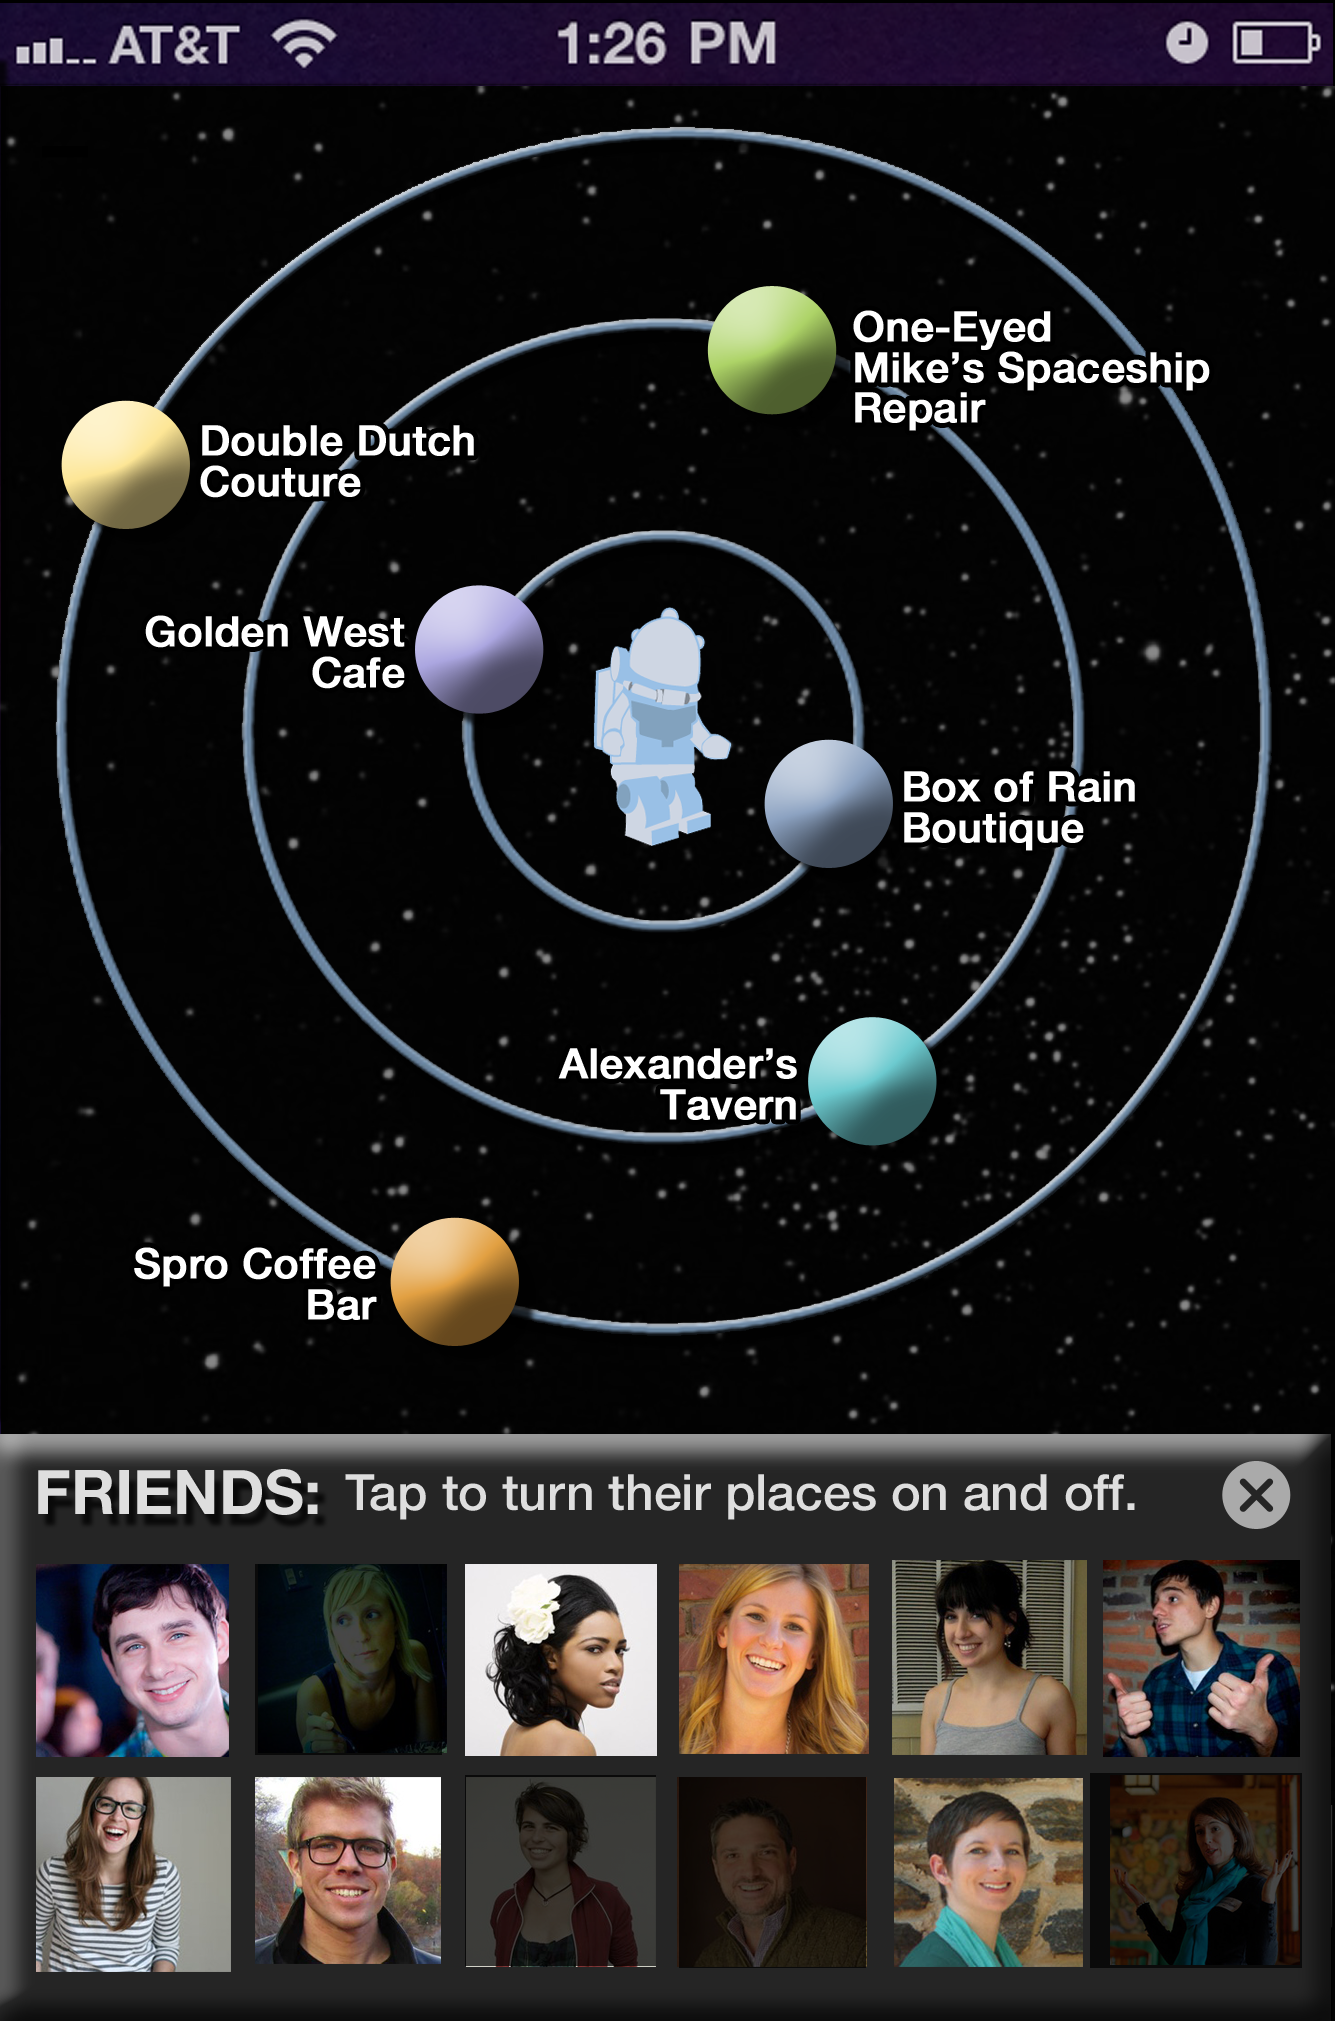 AT&T 1:26 PM
One-Eyed
Mike's Spaceship
Repair
Double Dutch
Couture
Golden West
Cafe
Box of Rain
Boutique
Alexander's
Tavern
Spro Coffee
Bar
FRIENDS: Tap to turn their places on and off.